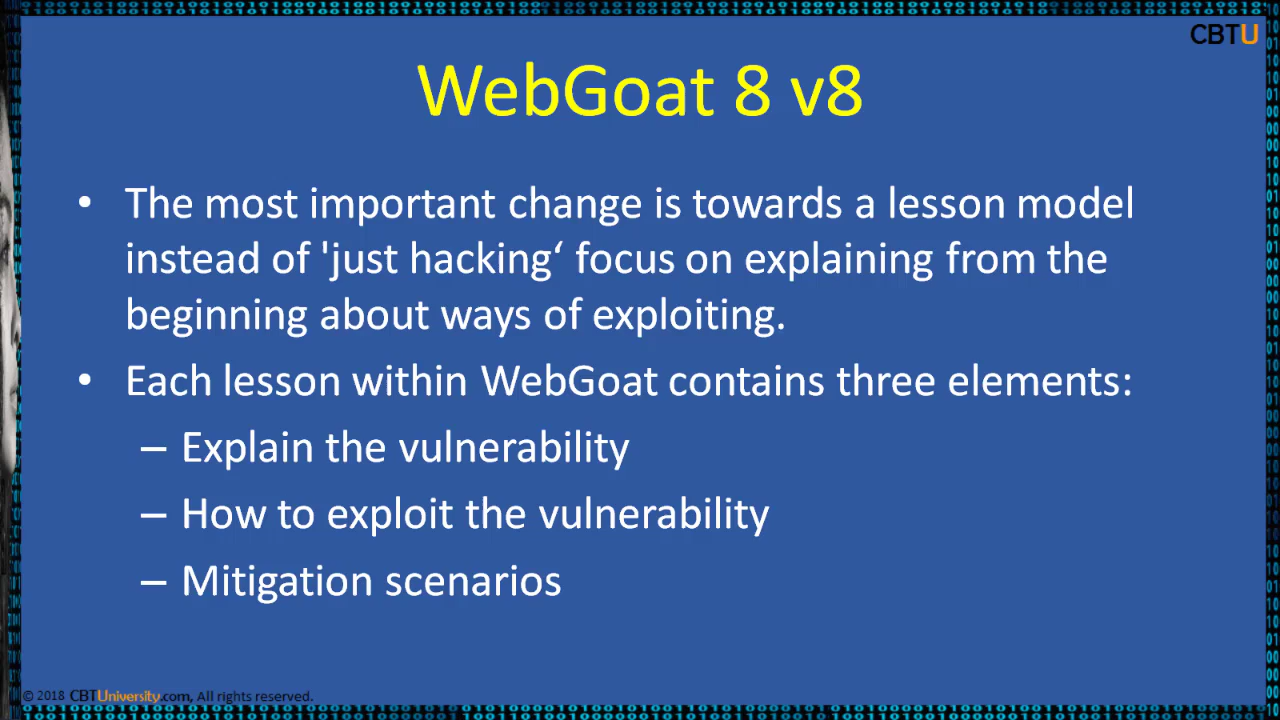 CBTU
WebGoat 8 v8
• The most important change is towards a lesson model
instead of 'just hacking‘ focus on explaining from the
beginning about ways of exploiting.
• Each lesson within WebGoat contains three elements:
– Explain the vulnerability
– How to exploit the vulnerability
– Mitigation scenarios
© 2018 CBTUniversity.com, All rights reserved.